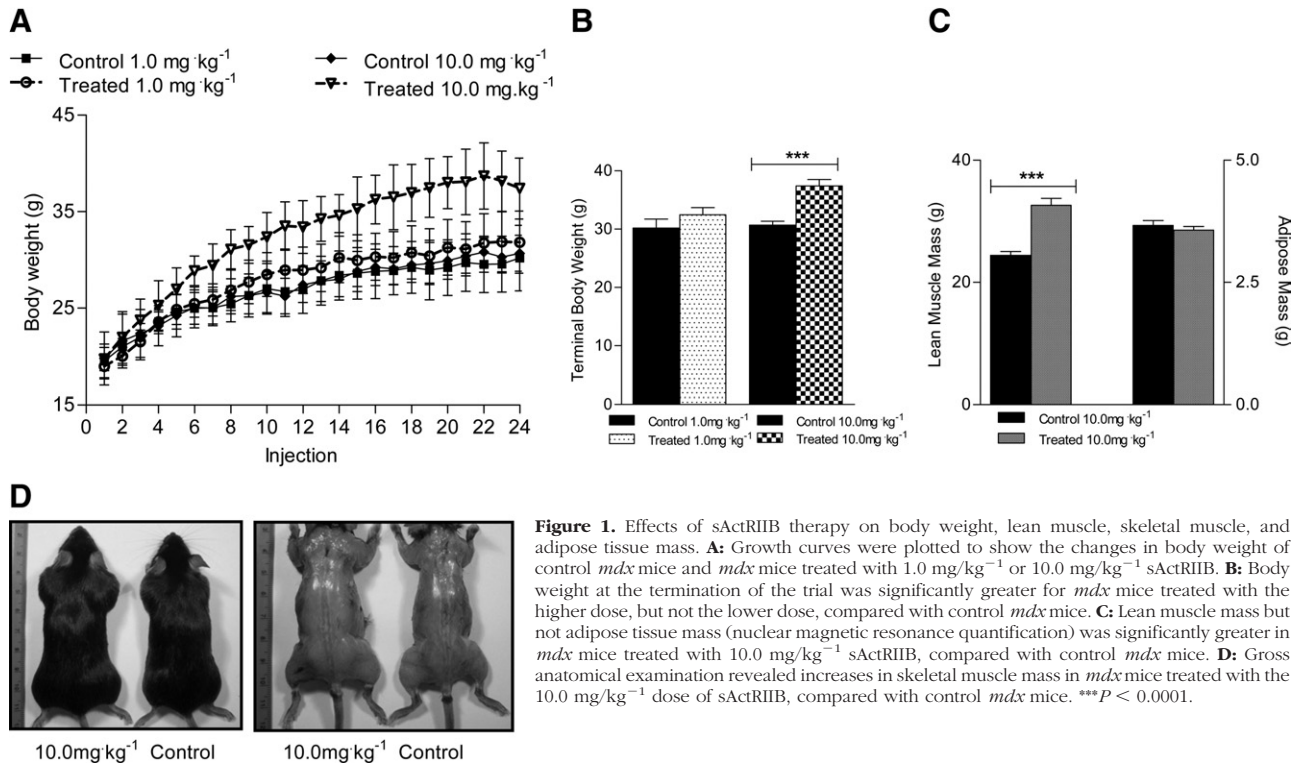 A
Control 1.0 mg·kg⁻¹
Treated 1.0 mg·kg⁻¹
Control 10.0 mg·kg⁻¹
Treated 10.0 mg.kg⁻¹
45
35
25
15
Body weight (g)
0 2 4 6 8 10 12 14 16 18 20 22 24
Injection
B
***
40
30
20
10
0
Terminal Body Weight (g)
Control 1.0mg·kg⁻¹
Treated 1.0mg·kg⁻¹
Control 10.0mg·kg⁻¹
Treated 10.0mg·kg⁻¹
C
***
40
20
0
Lean Muscle Mass (g)
5.0
2.5
0.0
Adipose Mass (g)
Control 10.0mg·kg⁻¹
Treated 10.0mg·kg⁻¹
D
10.0mg·kg⁻¹ Control
10.0mg·kg⁻¹ Control
Figure 1. Effects of sActRIIB therapy on body weight, lean muscle, skeletal muscle, and
adipose tissue mass. A: Growth curves were plotted to show the changes in body weight of
control mdx mice and mdx mice treated with 1.0 mg/kg⁻¹ or 10.0 mg/kg⁻¹ sActRIIB. B: Body
weight at the termination of the trial was significantly greater for mdx mice treated with the
higher dose, but not the lower dose, compared with control mdx mice. C: Lean muscle mass but
not adipose tissue mass (nuclear magnetic resonance quantification) was significantly greater in
mdx mice treated with 10.0 mg/kg⁻¹ sActRIIB, compared with control mdx mice. D: Gross
anatomical examination revealed increases in skeletal muscle mass in mdx mice treated with the
10.0 mg/kg⁻¹ dose of sActRIIB, compared with control mdx mice. ***P < 0.0001.